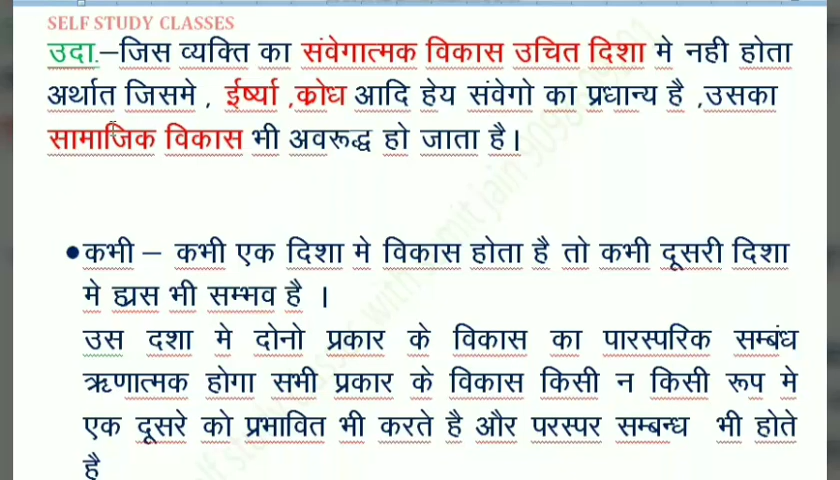 SELF STUDY CLASSES
उदा.–जिस व्यक्ति का संवेगात्मक विकास उचित दिशा मे नही होता
अर्थात जिसमे , ईर्ष्या ,क्रोध आदि हेय संवेगो का प्रधान्य है ,उसका
सामाजिक विकास भी अवरूद्ध हो जाता है।
•कभी – कभी एक दिशा मे विकास होता है तो कभी दूसरी दिशा
मे ह्रास भी सम्भव है ।
उस दशा मे दोनो प्रकार के विकास का पारस्परिक सम्बंध
ऋणात्मक होगा सभी प्रकार के विकास किसी न किसी रूप मे
एक दूसरे को प्रभावित भी करते है और परस्पर सम्बन्ध भी होते
है